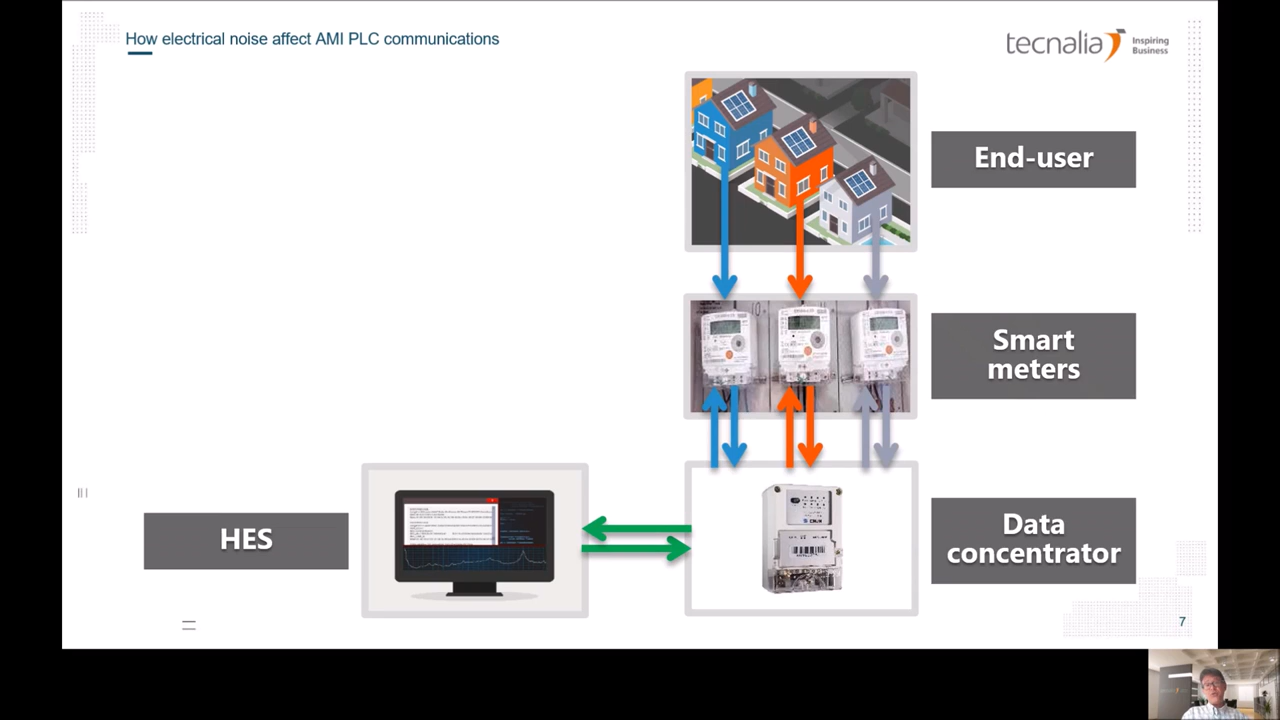 How electrical noise affect AMI PLC communications
tecnalia
Inspiring
Business
End-user
Smart
meters
HES
Data
concentrator
7